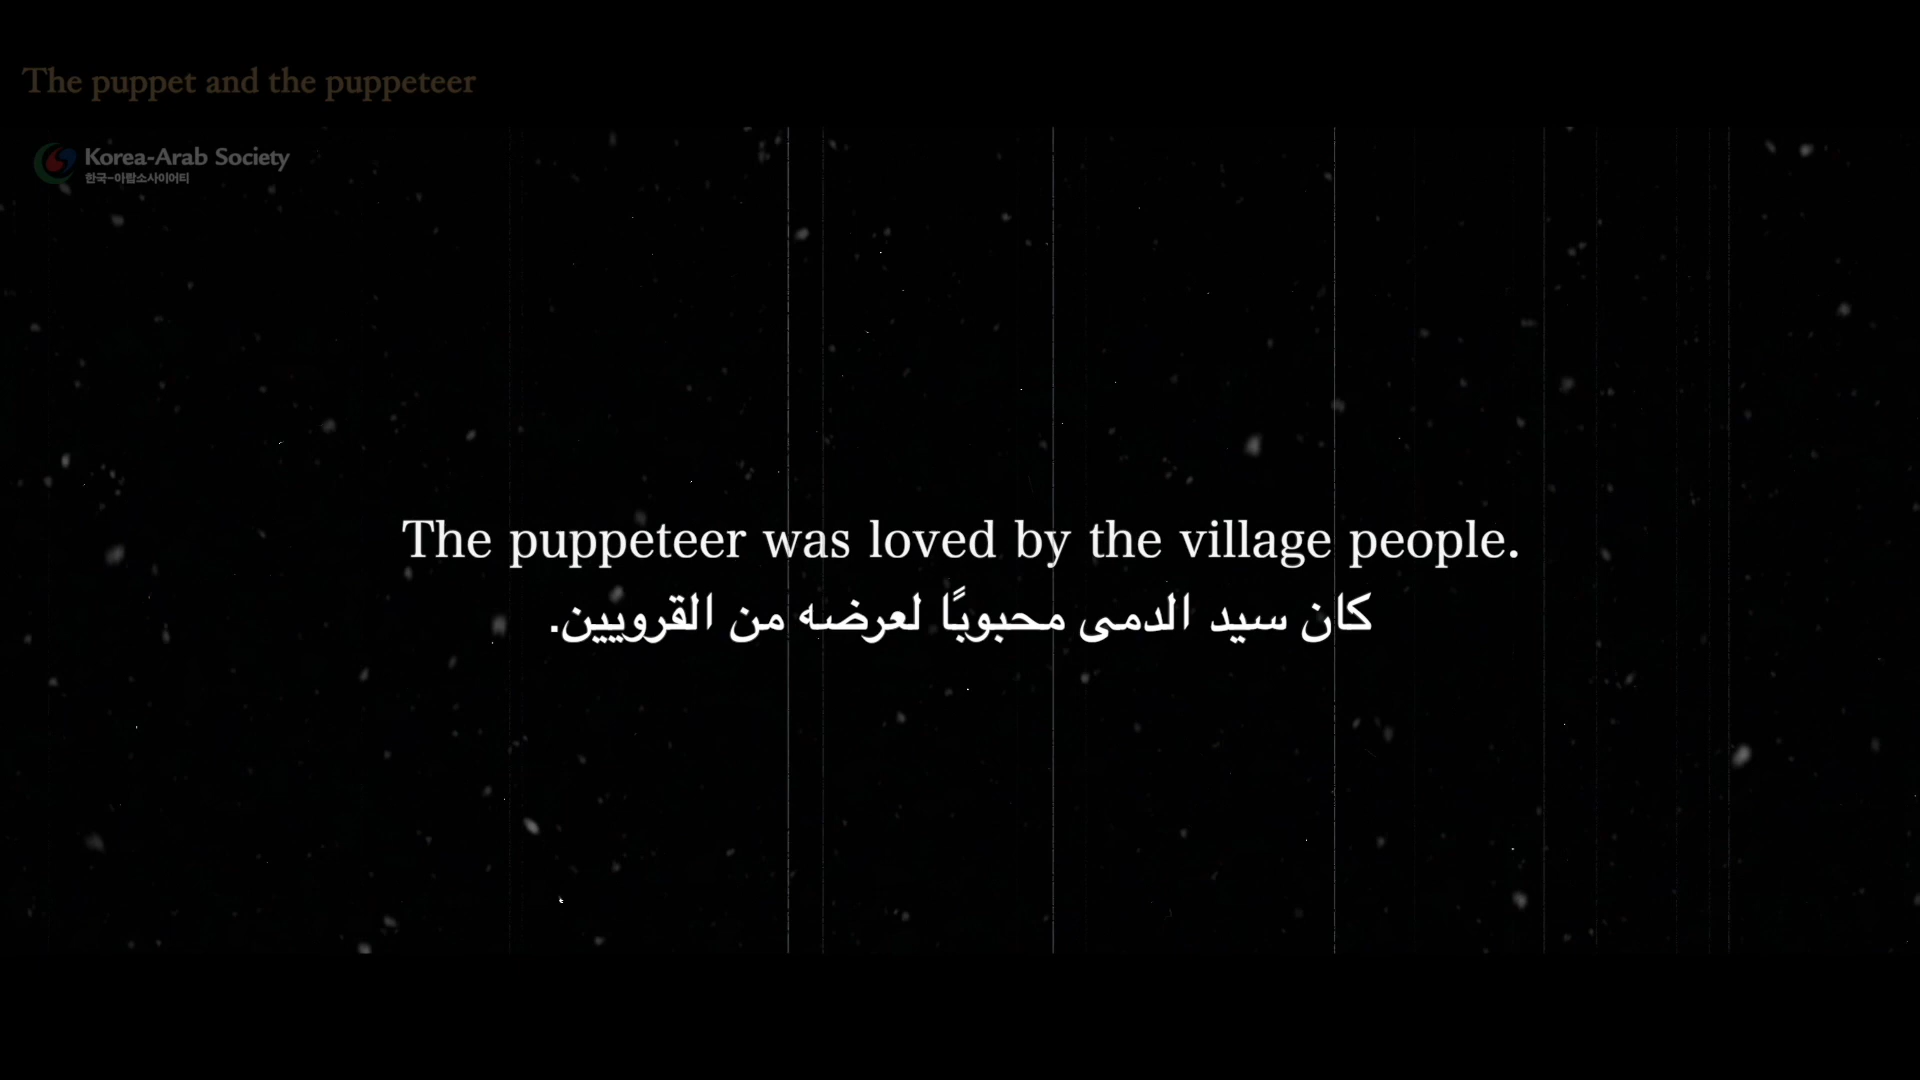 The puppet and the puppeteer
Korea-Arab Society
한국-아랍소사이어티
The puppeteer was loved by the village people.
كان سيد الدمى محبوبًا لعرضه من القرويين.